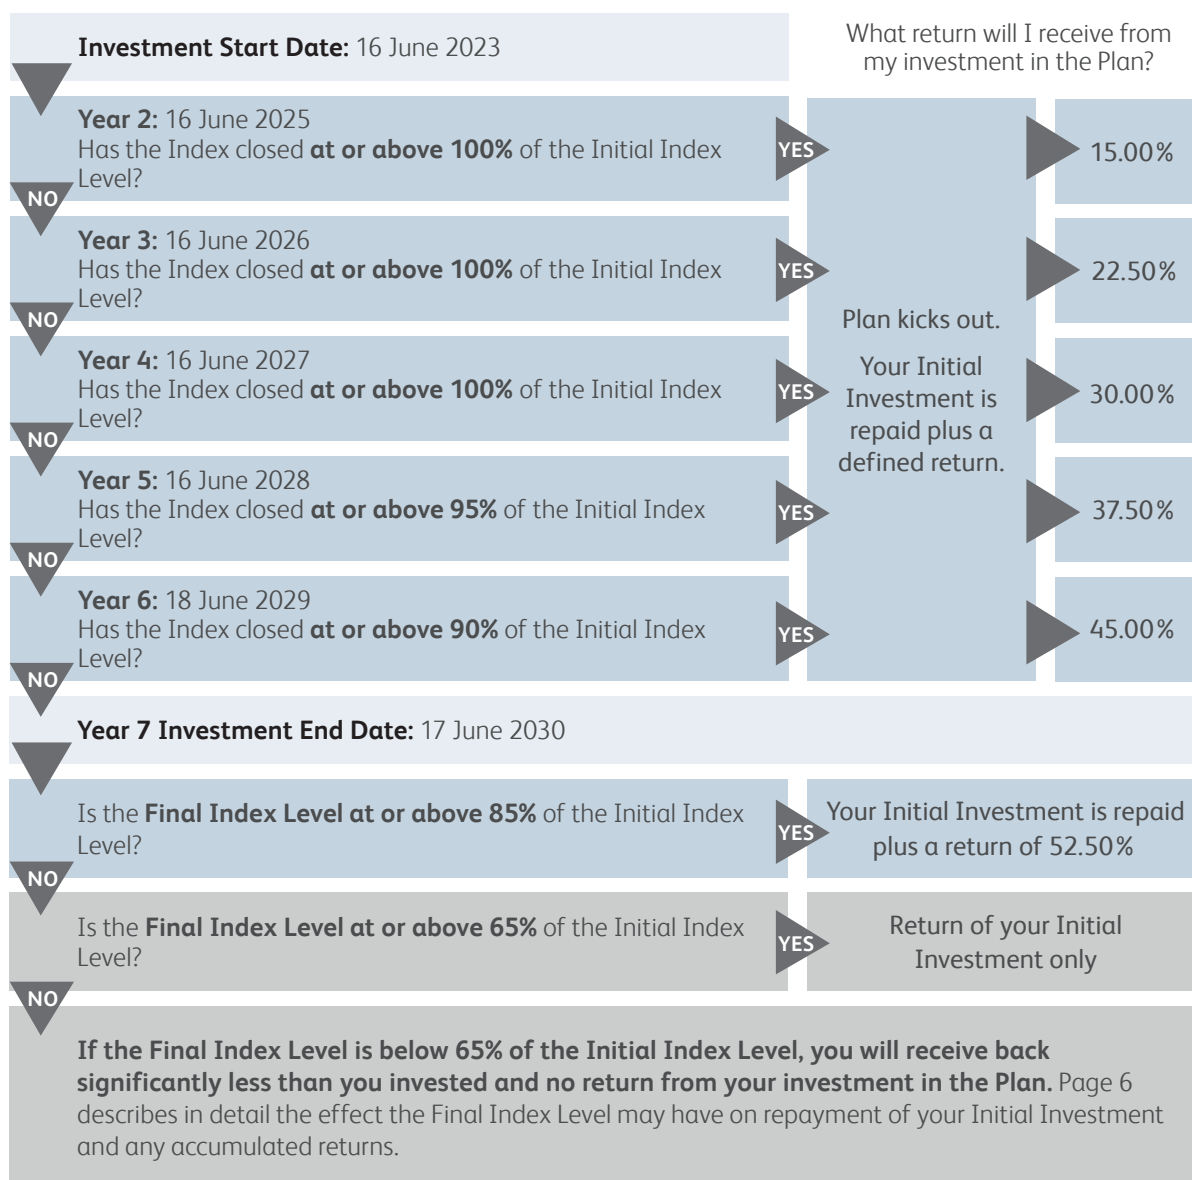 Investment Start Date: 16 June 2023
What return will I receive from
my investment in the Plan?
Year 2: 16 June 2025
Has the Index closed at or above 100% of the Initial Index
Level?
YES
15.00%
NO
Year 3: 16 June 2026
Has the Index closed at or above 100% of the Initial Index
Level?
YES
22.50%
NO
Year 4: 16 June 2027
Has the Index closed at or above 100% of the Initial Index
Level?
YES
30.00%
NO
Year 5: 16 June 2028
Has the Index closed at or above 95% of the Initial Index
Level?
YES
37.50%
NO
Year 6: 18 June 2029
Has the Index closed at or above 90% of the Initial Index
Level?
YES
45.00%
NO
Plan kicks out.
Your Initial
Investment is
repaid plus a
defined return.
Year 7 Investment End Date: 17 June 2030
Is the Final Index Level at or above 85% of the Initial Index
Level?
YES
Your Initial Investment is repaid
plus a return of 52.50%
NO
Is the Final Index Level at or above 65% of the Initial Index
Level?
YES
Return of your Initial
Investment only
NO
If the Final Index Level is below 65% of the Initial Index Level, you will receive back
significantly less than you invested and no return from your investment in the Plan. Page 6
describes in detail the effect the Final Index Level may have on repayment of your Initial Investment
and any accumulated returns.